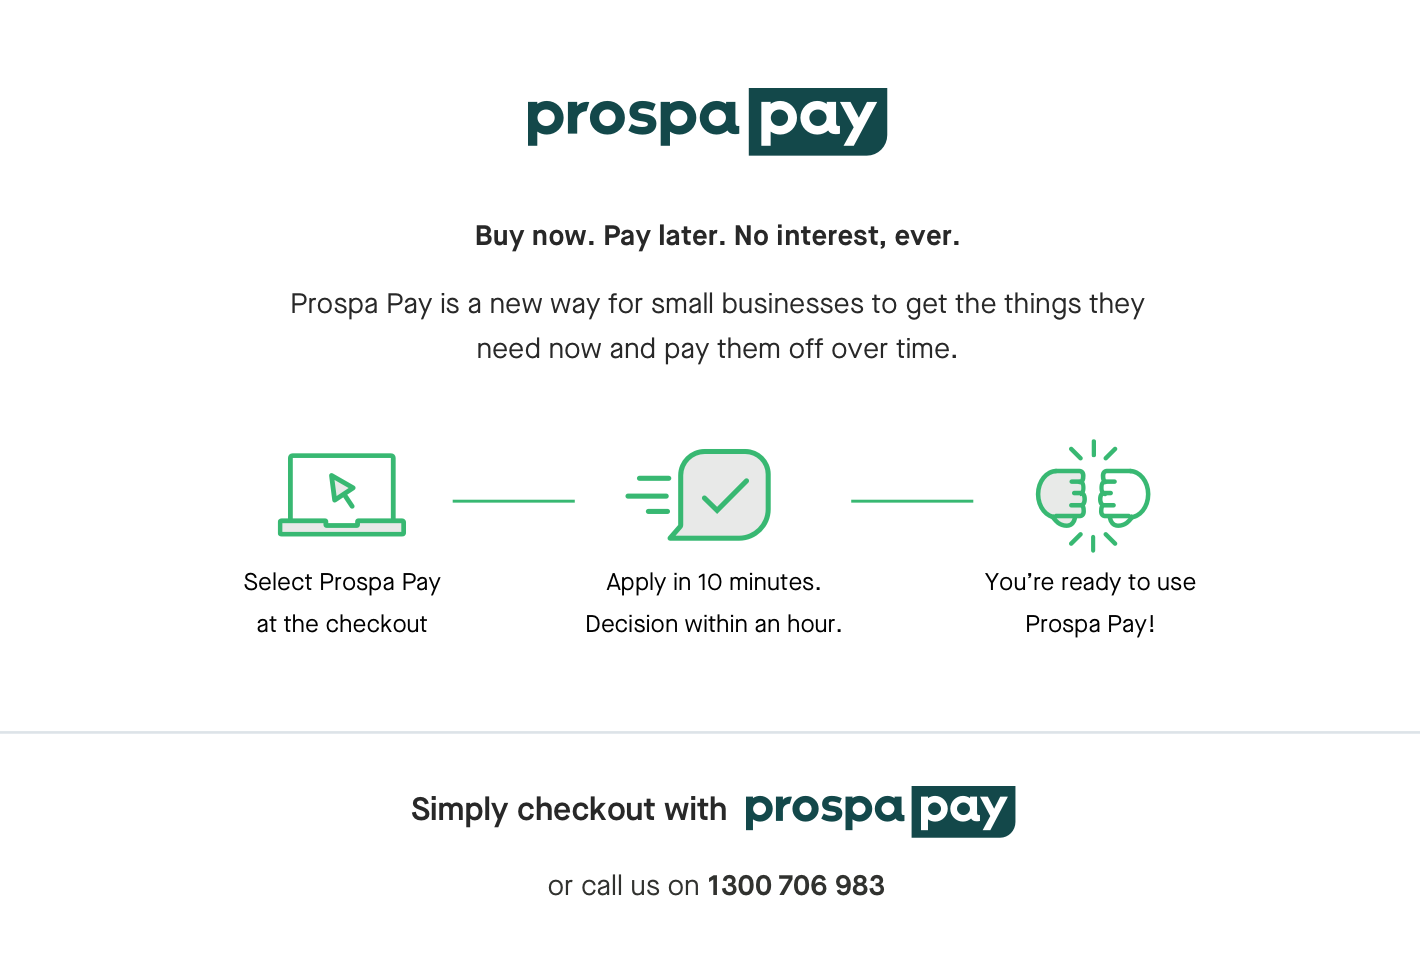 prospa pay
Buy now. Pay later. No interest, ever.
Prospa Pay is a new way for small businesses to get the things they
need now and pay them off over time.
Select Prospa Pay
at the checkout
Apply in 10 minutes.
Decision within an hour.
You’re ready to use
Prospa Pay!
Simply checkout with prospa pay
or call us on 1300 706 983